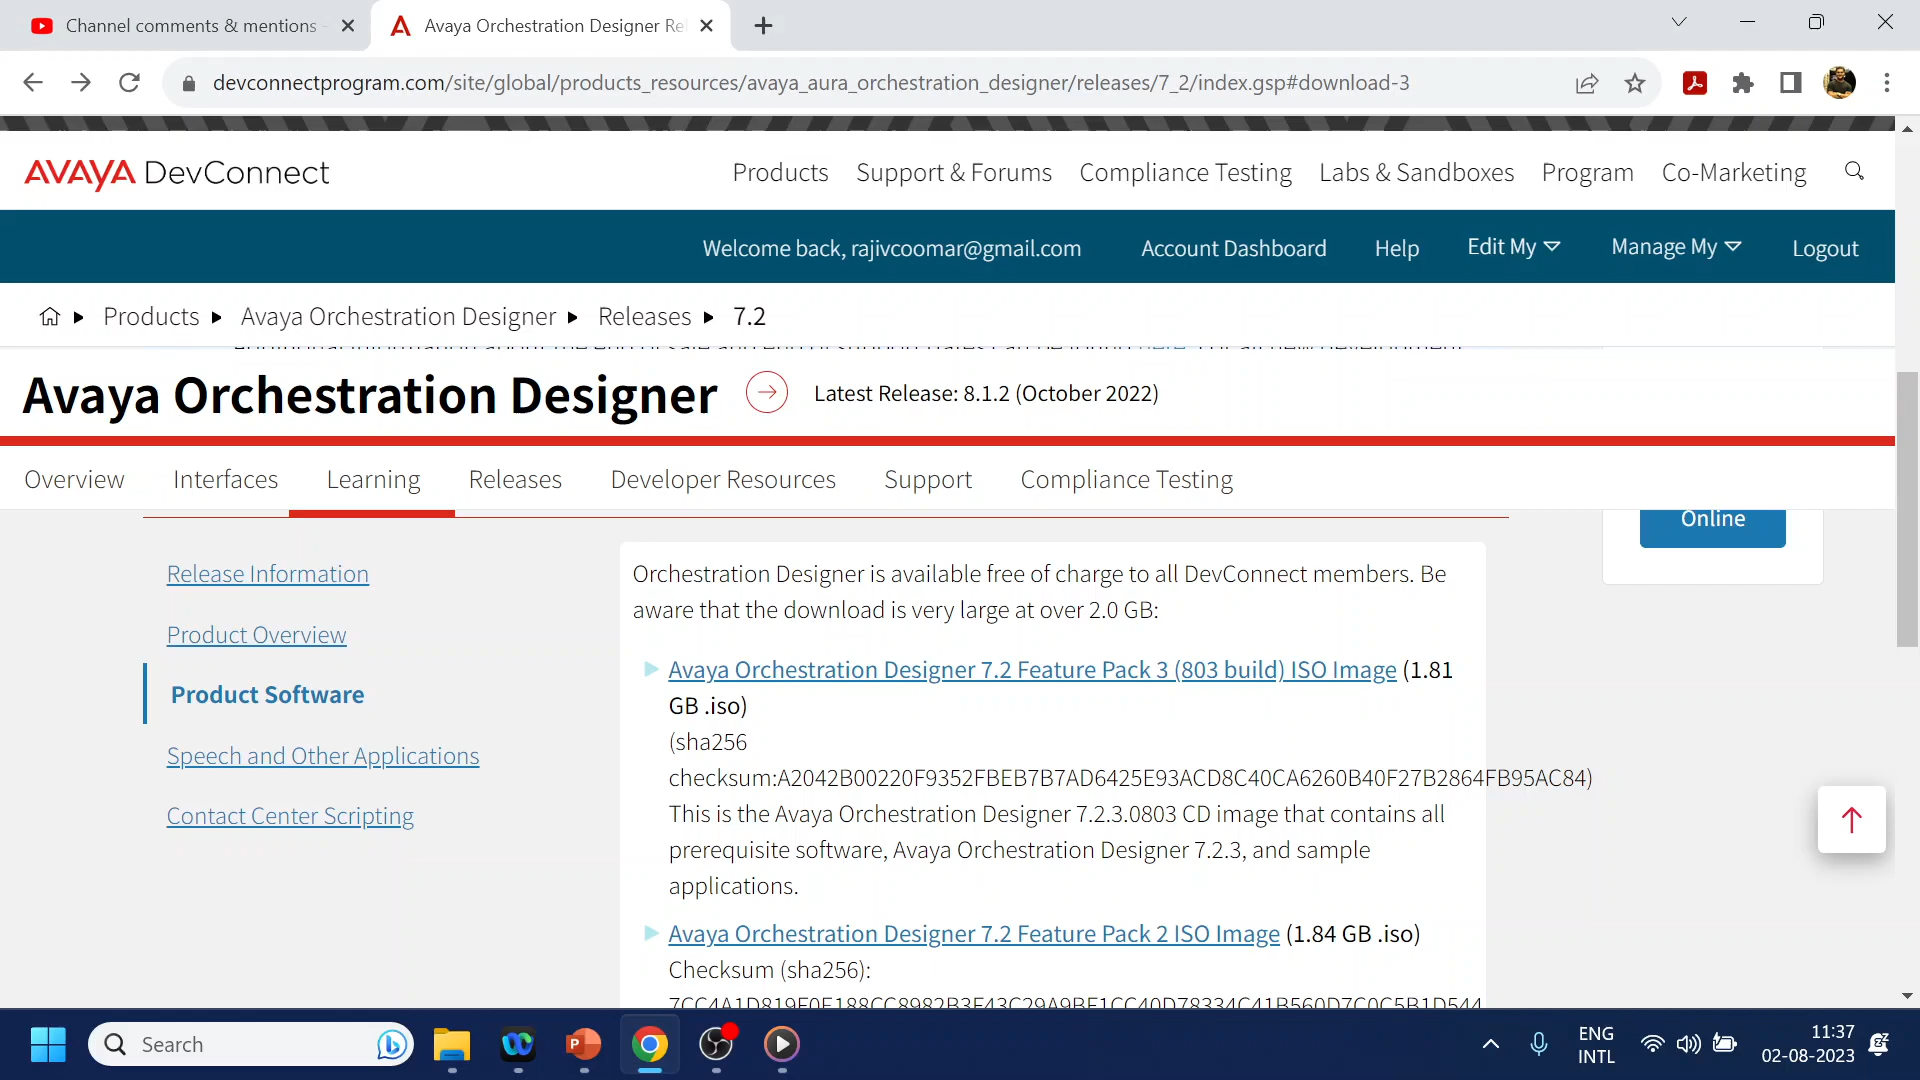 Channel comments & mentions -
Avaya Orchestration Designer Rel
devconnectprogram.com/site/global/products_resources/avaya_aura_orchestration_designer/releases/7_2/index.gsp#download-3
AVAYA DevConnect
Products Support & Forums Compliance Testing Labs & Sandboxes Program Co-Marketing
Welcome back, rajivcoomar@gmail.com Account Dashboard Help Edit My Manage My Logout
Products Avaya Orchestration Designer Releases 7.2
Avaya Orchestration Designer Latest Release: 8.1.2 (October 2022)
Overview Interfaces Learning Releases Developer Resources Support Compliance Testing
Online
Release Information
Product Overview
Product Software
Speech and Other Applications
Contact Center Scripting
Orchestration Designer is available free of charge to all DevConnect members. Be
aware that the download is very large at over 2.0 GB:
Avaya Orchestration Designer 7.2 Feature Pack 3 (803 build) ISO Image (1.81
GB .iso)
(sha256
checksum:A2042B00220F9352FBEB7B7AD6425E93ACD8C40CA6260B40F27B2864FB95AC84)
This is the Avaya Orchestration Designer 7.2.3.0803 CD image that contains all
prerequisite software, Avaya Orchestration Designer 7.2.3, and sample
applications.
Avaya Orchestration Designer 7.2 Feature Pack 2 ISO Image (1.84 GB .iso)
Checksum (sha256):
Search
ENG
INTL
11:37
02-08-2023